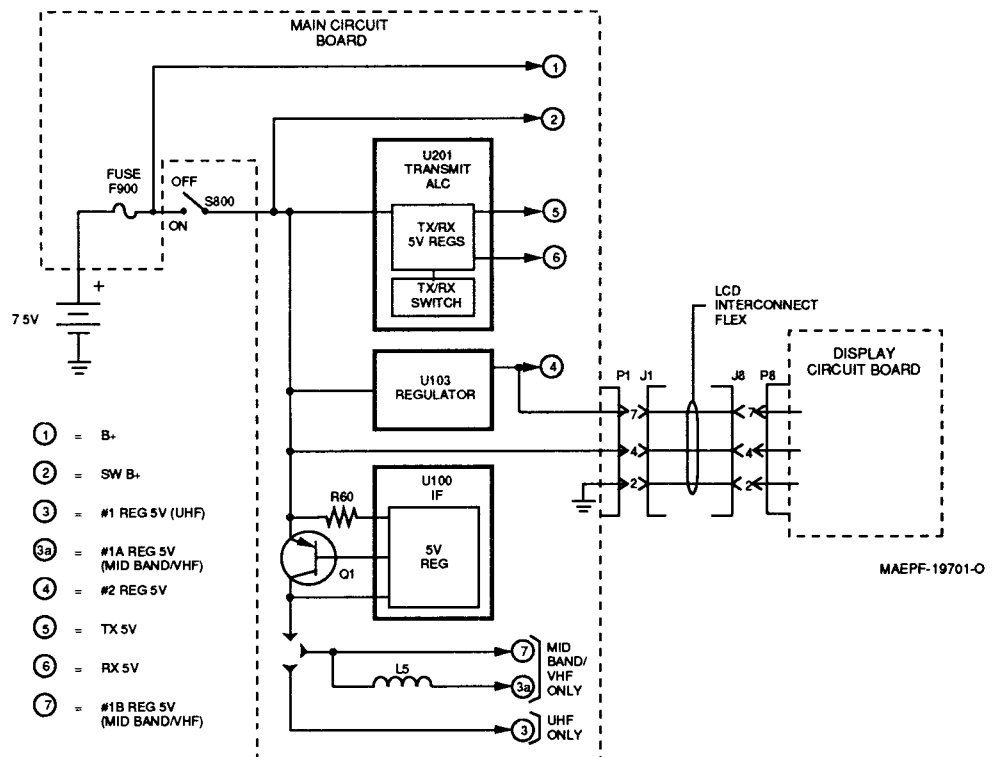 MAIN CIRCUIT
BOARD
1
2
U201
TRANSMIT
ALC
FUSE
F900
OFF
S800
ON
TX/RX
5V REGS
5
6
TX/RX
SWITCH
+
7 5V
LCD
INTERCONNECT
FLEX
DISPLAY
CIRCUIT BOARD
U103
REGULATOR
4
P1 J1 J8 P8
7 7
4 4
2 2
U100
IF
R60
5V
REG
Q1
MAEPF-19701-O
1 = B+
2 = SW B+
3 = #1 REG 5V (UHF)
3a = #1A REG 5V
(MID BAND/VHF)
4 = #2 REG 5V
5 = TX 5V
6 = RX 5V
7 = #1B REG 5V
(MID BAND/VHF)
L5
7
3a
MID
BAND/
VHF
ONLY
3
UHF
ONLY